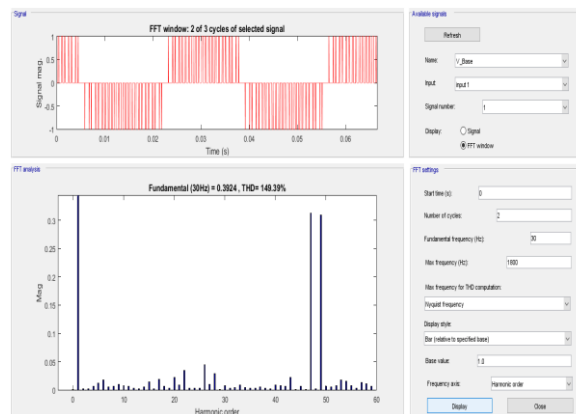 Signal
FFT window: 2 of 3 cycles of selected signal
Signal mag.
1
0.5
0
-0.5
-1
0
0.01
0.02
0.03
0.04
0.05
0.06
Time (s)
FFT analysis
Fundamental (30Hz) = 0.3924 , THD= 149.39%
Mag
0.3
0.25
0.2
0.15
0.1
0.05
0
0
10
20
30
40
50
60
Harmonic order
Available signals
Refresh
Name:
V_Base
Input:
Input 1
Signal number:
1
Display:
Signal
FFT window
FFT settings
Start time (s):
0
Number of cycles:
2
Fundamental frequency (Hz):
30
Max frequency (Hz):
1800
Max frequency for THD computation:
Nyquist frequency
Display style:
Bar (relative to specified base)
Base value:
1.0
Frequency axis:
Harmonic order
Display
Close